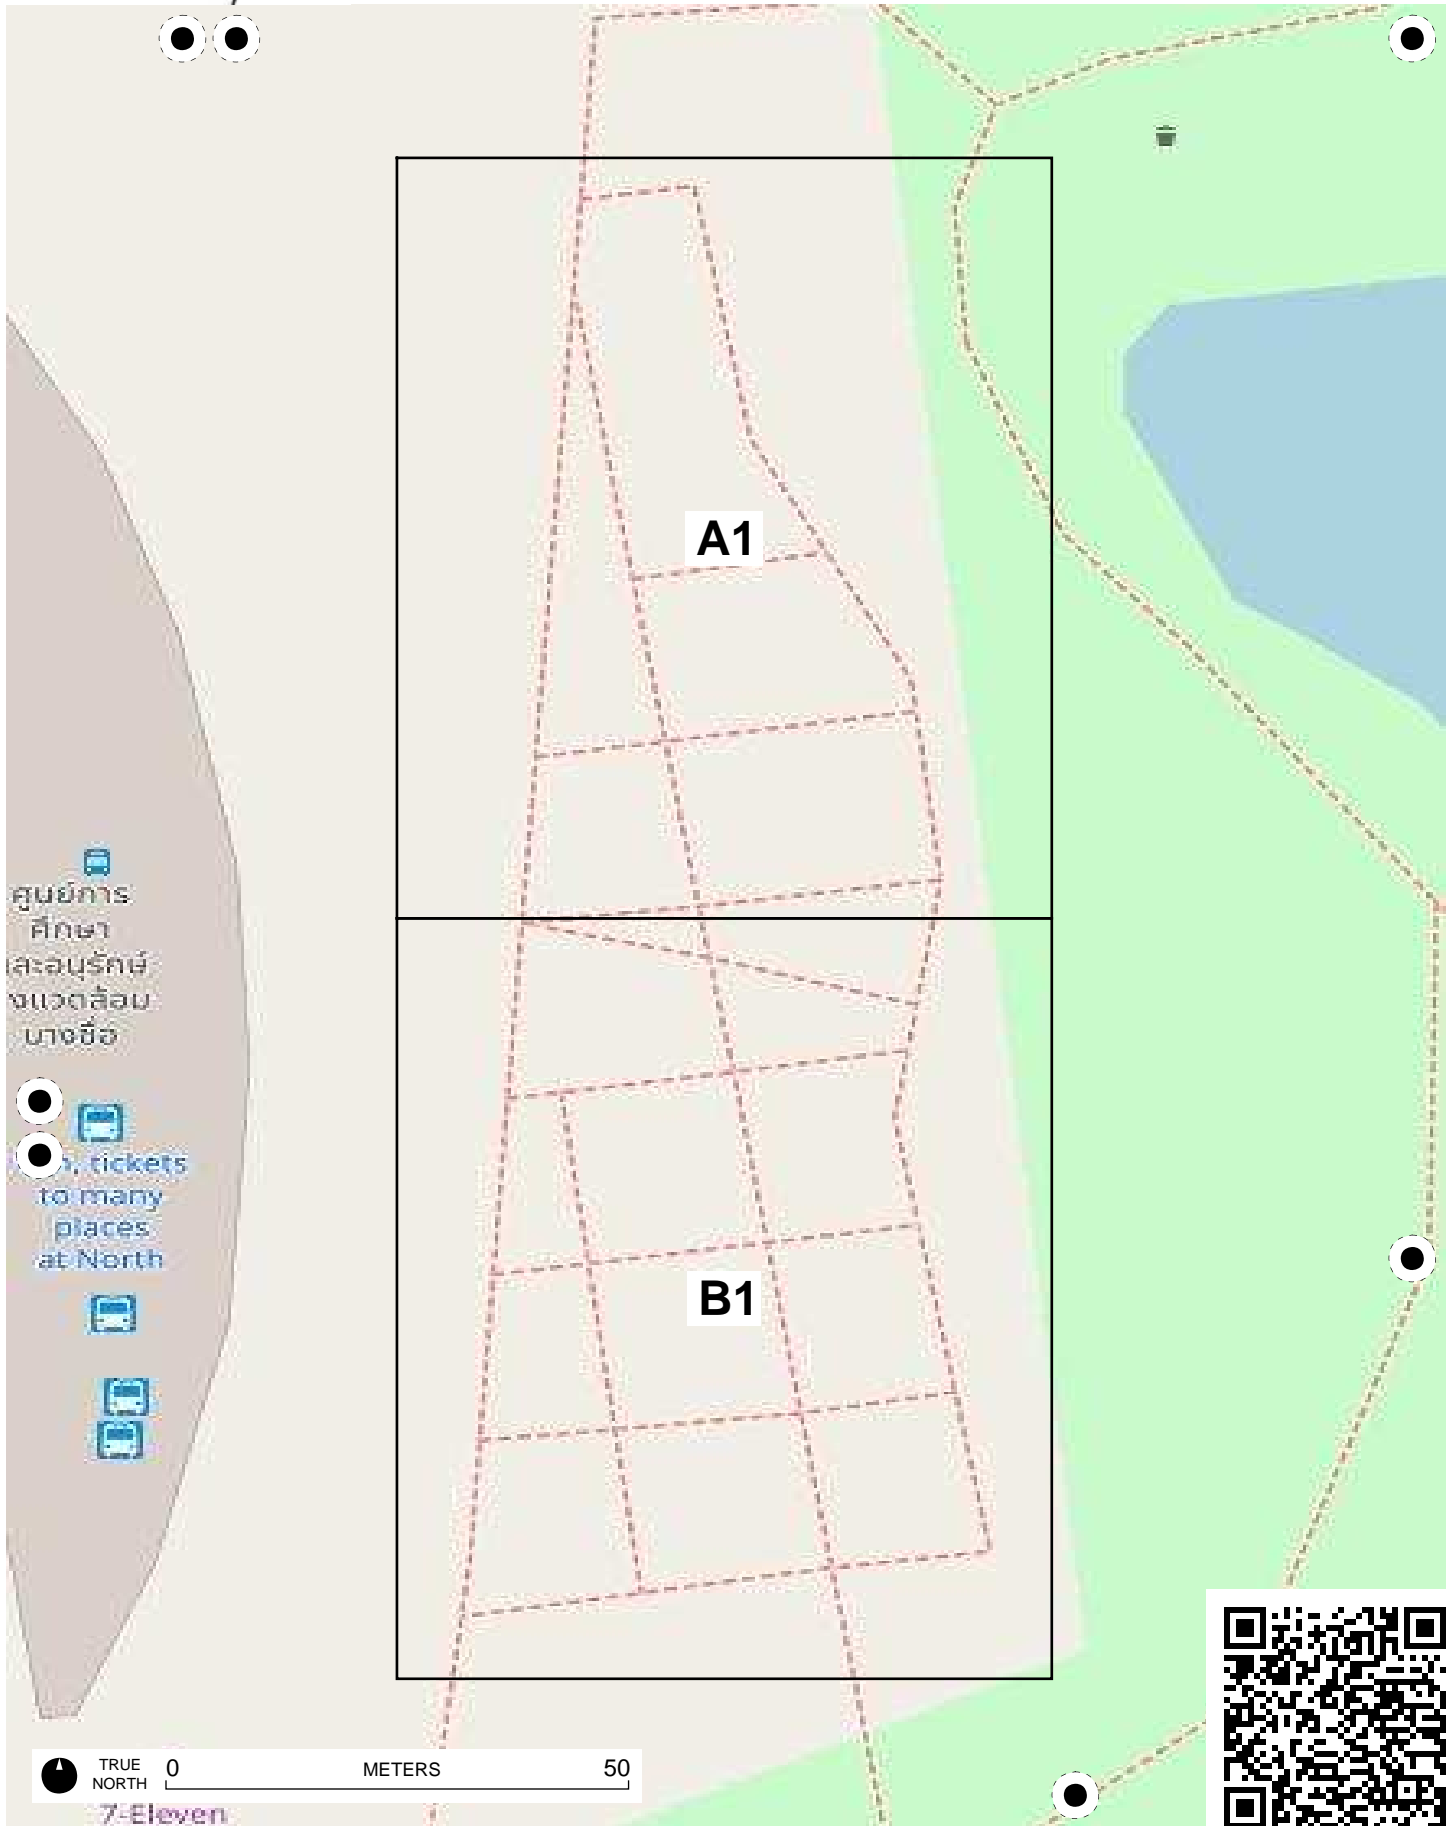 A1
ศูนย์การ
ศึกษา
ละอนุรักษ์
งแวดล้อม
บางซื่อ
tickets
to many
places
at North
B1
TRUE
NORTH
0 METERS 50
7-Eleven